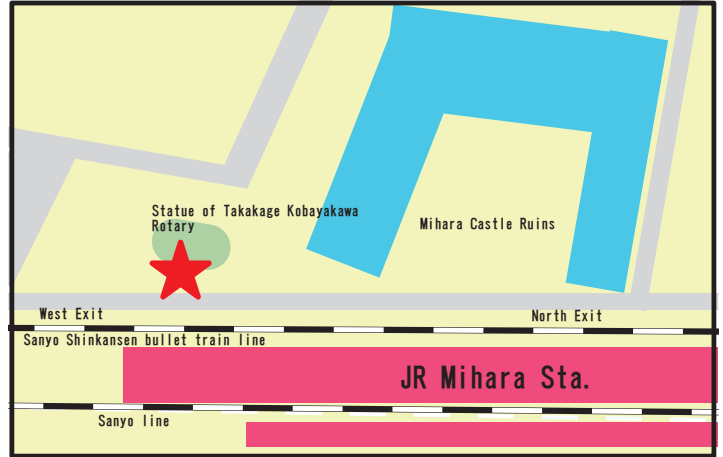 Statue of Takakage Kobayakawa
Rotary
Mihara Castle Ruins
West Exit
North Exit
Sanyo Shinkansen bullet train line
JR Mihara Sta.
Sanyo line